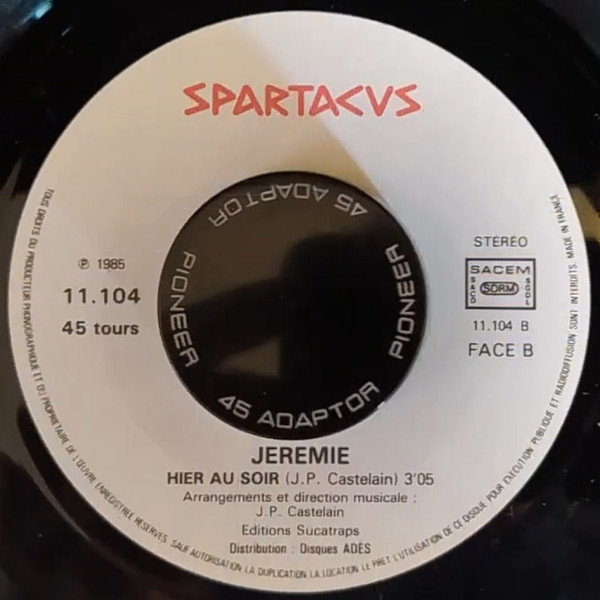 SPARTACVS
℗ 1985
11.104
45 tours
STEREO
SACEM
SACD SDRM SGDL
11.104 B
FACE B
45 ADAPTOR
PIONEER
PIONEER
45 ADAPTOR
JEREMIE
HIER AU SOIR (J.P. Castelain) 3'05
Arrangements et direction musicale :
J.P. Castelain
Editions Sucatraps
Distribution : Disques ADÈS
TOUS DROITS DU PRODUCTEUR PHONOGRAPHIQUE ET DU PROPRIETAIRE DE L'ŒUVRE ENREGISTREE RESERVES. SAUF AUTORISATION LA DUPLICATION LA LOCATION LE PRET L'UTILISATION DE CE DISQUE POUR EXECUTION PUBLIQUE ET RADIODIFFUSION SONT INTERDITS. MADE IN FRANCE